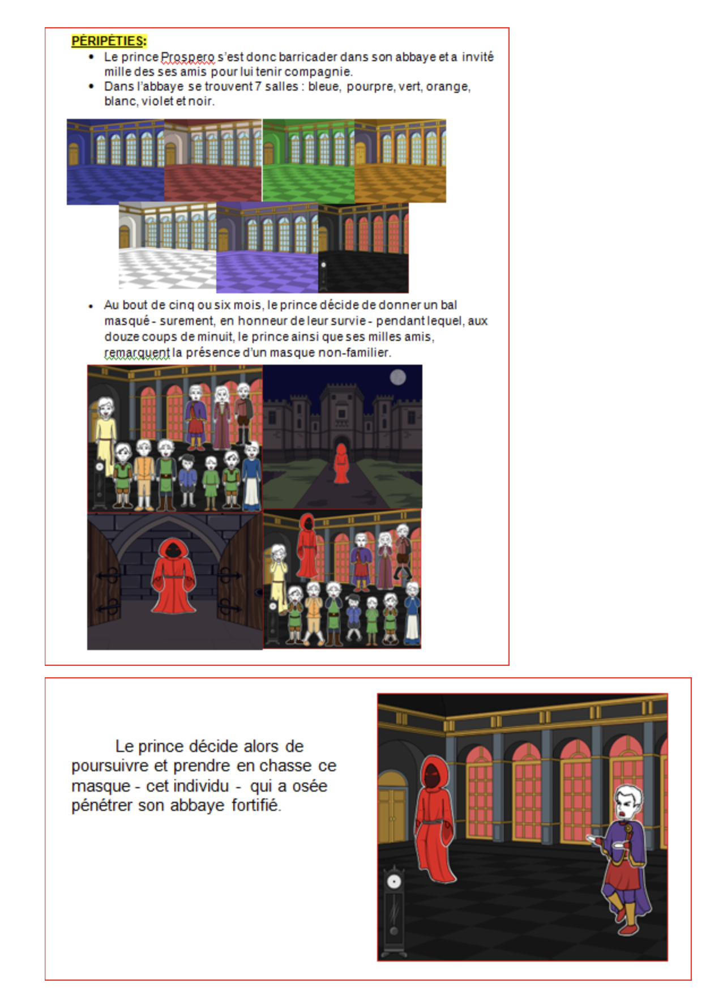 PÉRIPÉTIES:
• Le prince Prospero s'est donc barricader dans son abbaye et a invité
mille des ses amis pour lui tenir compagnie.
• Dans l'abbaye se trouvent 7 salles : bleue, pourpre, vert, orange,
blanc, violet et noir.
• Au bout de cinq ou six mois, le prince décide de donner un bal
masqué - surement, en honneur de leur survie - pendant lequel, aux
douze coups de minuit, le prince ainsi que ses milles amis,
remarquent la présence d'un masque non-familier.
Le prince décide alors de
poursuivre et prendre en chasse ce
masque - cet individu - qui a osée
pénétrer son abbaye fortifié.